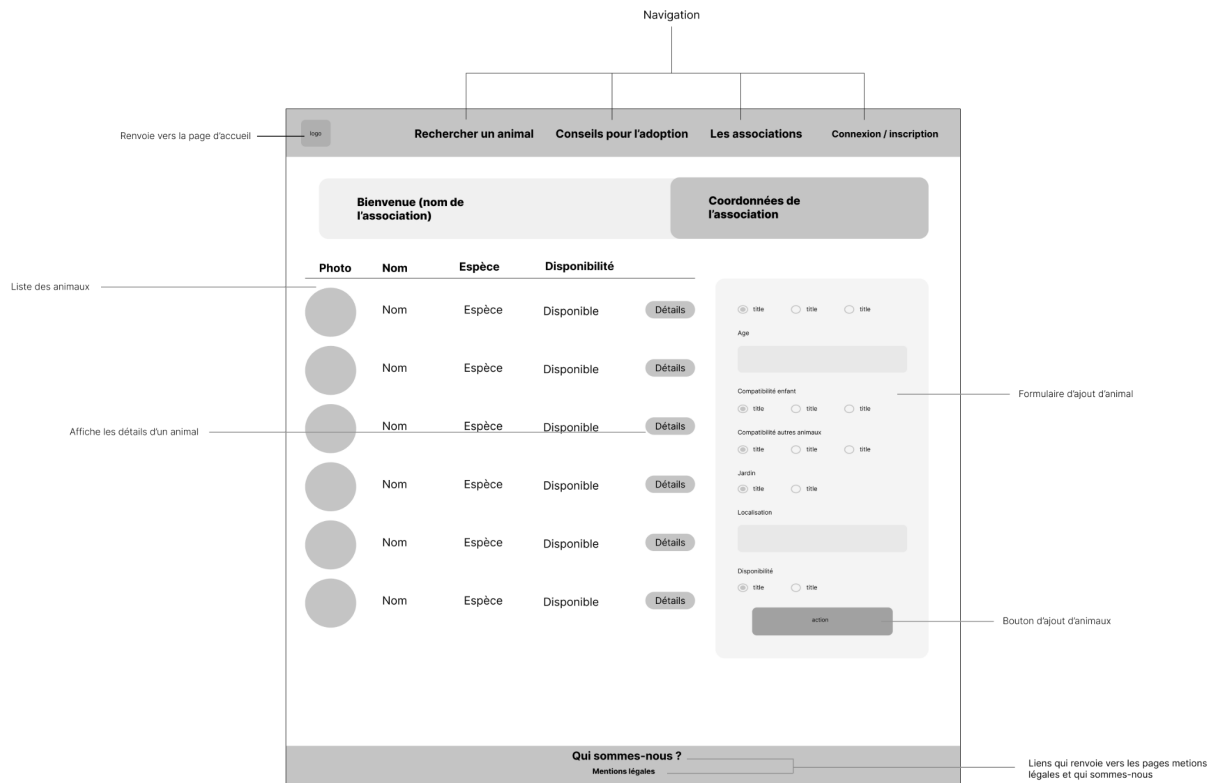 Navigation
Renvoie vers la page d'accueil
logo
Rechercher un animal
Conseils pour l'adoption
Les associations
Connexion / inscription
Bienvenue (nom de
l'association)
Coordonnées de
l'association
Photo Nom Espèce Disponibilité
Liste des animaux
Nom Espèce Disponible Détails
Nom Espèce Disponible Détails
Affiche les détails d'un animal
Nom Espèce Disponible Détails
Nom Espèce Disponible Détails
Nom Espèce Disponible Détails
Nom Espèce Disponible Détails
title title title
Age
Compatibilité enfant
title title title
Compatibilité autres animaux
title title title
Jardin
title title
Localisation
Disponibilité
title title
action
Formulaire d'ajout d'animal
Bouton d'ajout d'animaux
Qui sommes-nous ?
Mentions légales
Liens qui renvoie vers les pages metions
légales et qui sommes-nous